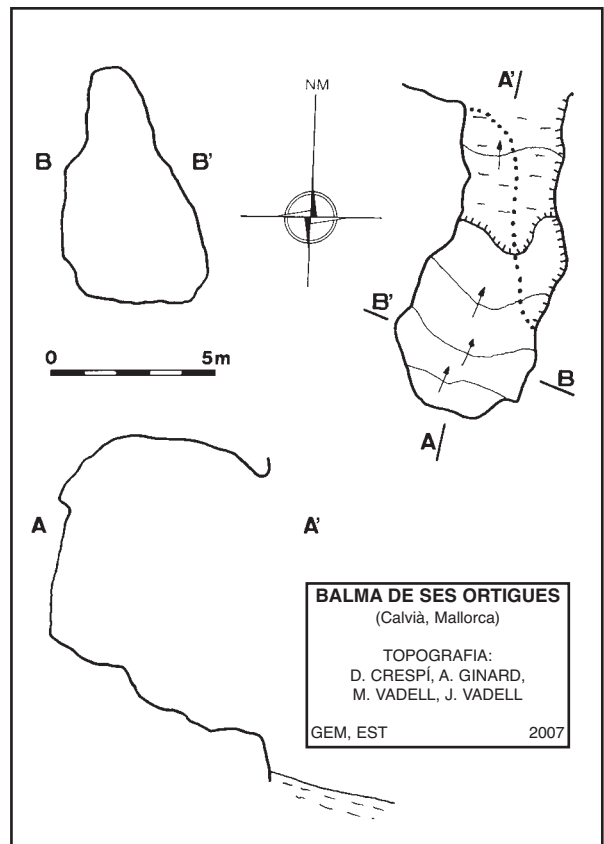 NM
A'
B
B'
0 5m
B'
B
A
A
A'
BALMA DE SES ORTIGUES
(Calvià, Mallorca)
TOPOGRAFIA:
D. CRESPÍ, A. GINARD,
M. VADELL, J. VADELL
GEM, EST 2007